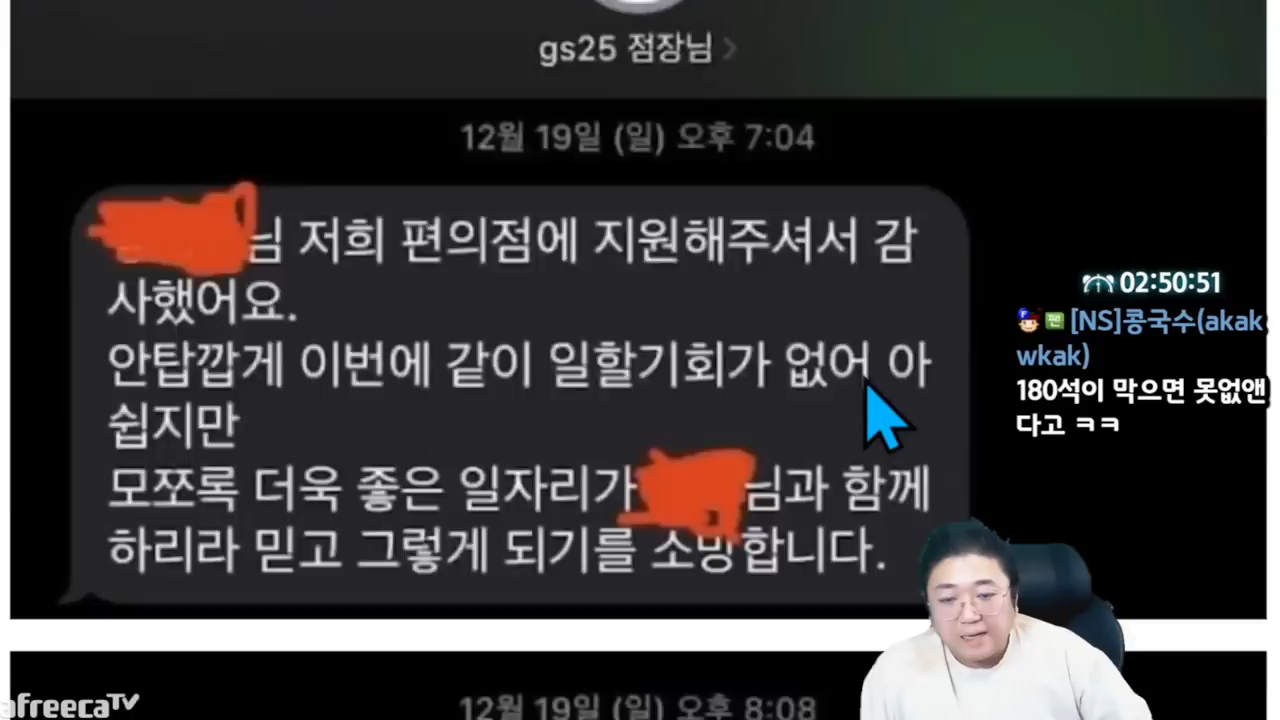 gs25 점장님
12월 19일 (일) 오후 7:04
님 저희 편의점에 지원해주셔서 감
사했어요.
안탑깝게 이번에 같이 일할기회가 없어 아
쉽지만
모쪼록 더욱 좋은 일자리가 님과 함께
하리라 믿고 그렇게 되기를 소망합니다.
02:50:51
[NS]콩국수(akak
wkak)
180석이 막으면 못없앤
다고 ㅋㅋ
12월 19일 (일) 오후 8:08
afreecaTV